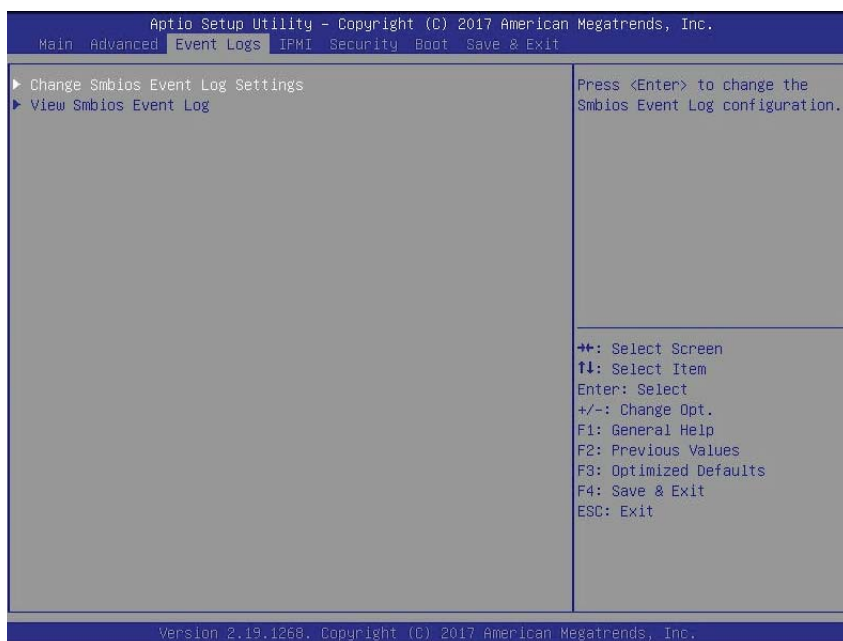 Aptio Setup Utility – Copyright (C) 2017 American Megatrends, Inc.
Main Advanced Event Logs IPMI Security Boot Save & Exit
▶ Change Smbios Event Log Settings
▶ View Smbios Event Log
Press <Enter> to change the
Smbios Event Log configuration.
→←: Select Screen
↑↓: Select Item
Enter: Select
+/-: Change Opt.
F1: General Help
F2: Previous Values
F3: Optimized Defaults
F4: Save & Exit
ESC: Exit
Version 2.19.1268. Copyright (C) 2017 American Megatrends, Inc.